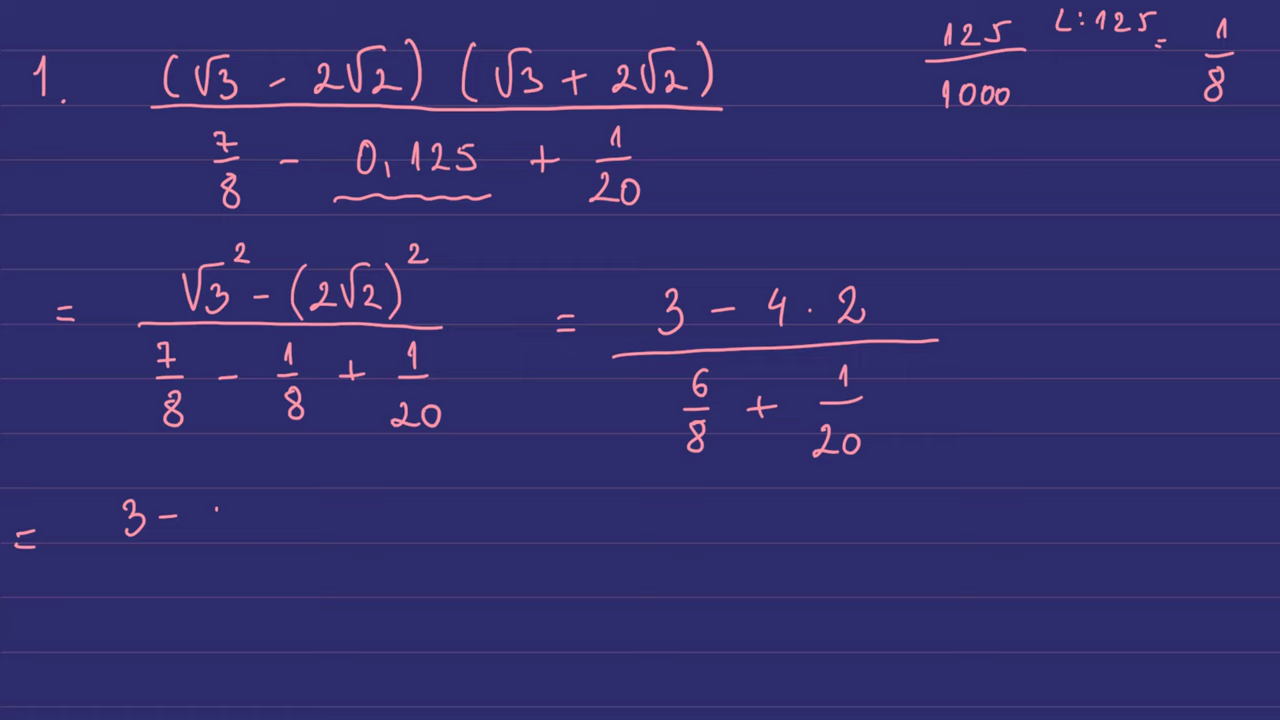 1. (√3 - 2√2) (√3 + 2√2)
7/8 - 0,125 + 1/20
125/1000 L:125 = 1/8
= √3² - (2√2)² = 3 - 4 · 2
7/8 - 1/8 + 1/20 6/8 + 1/20
= 3 -